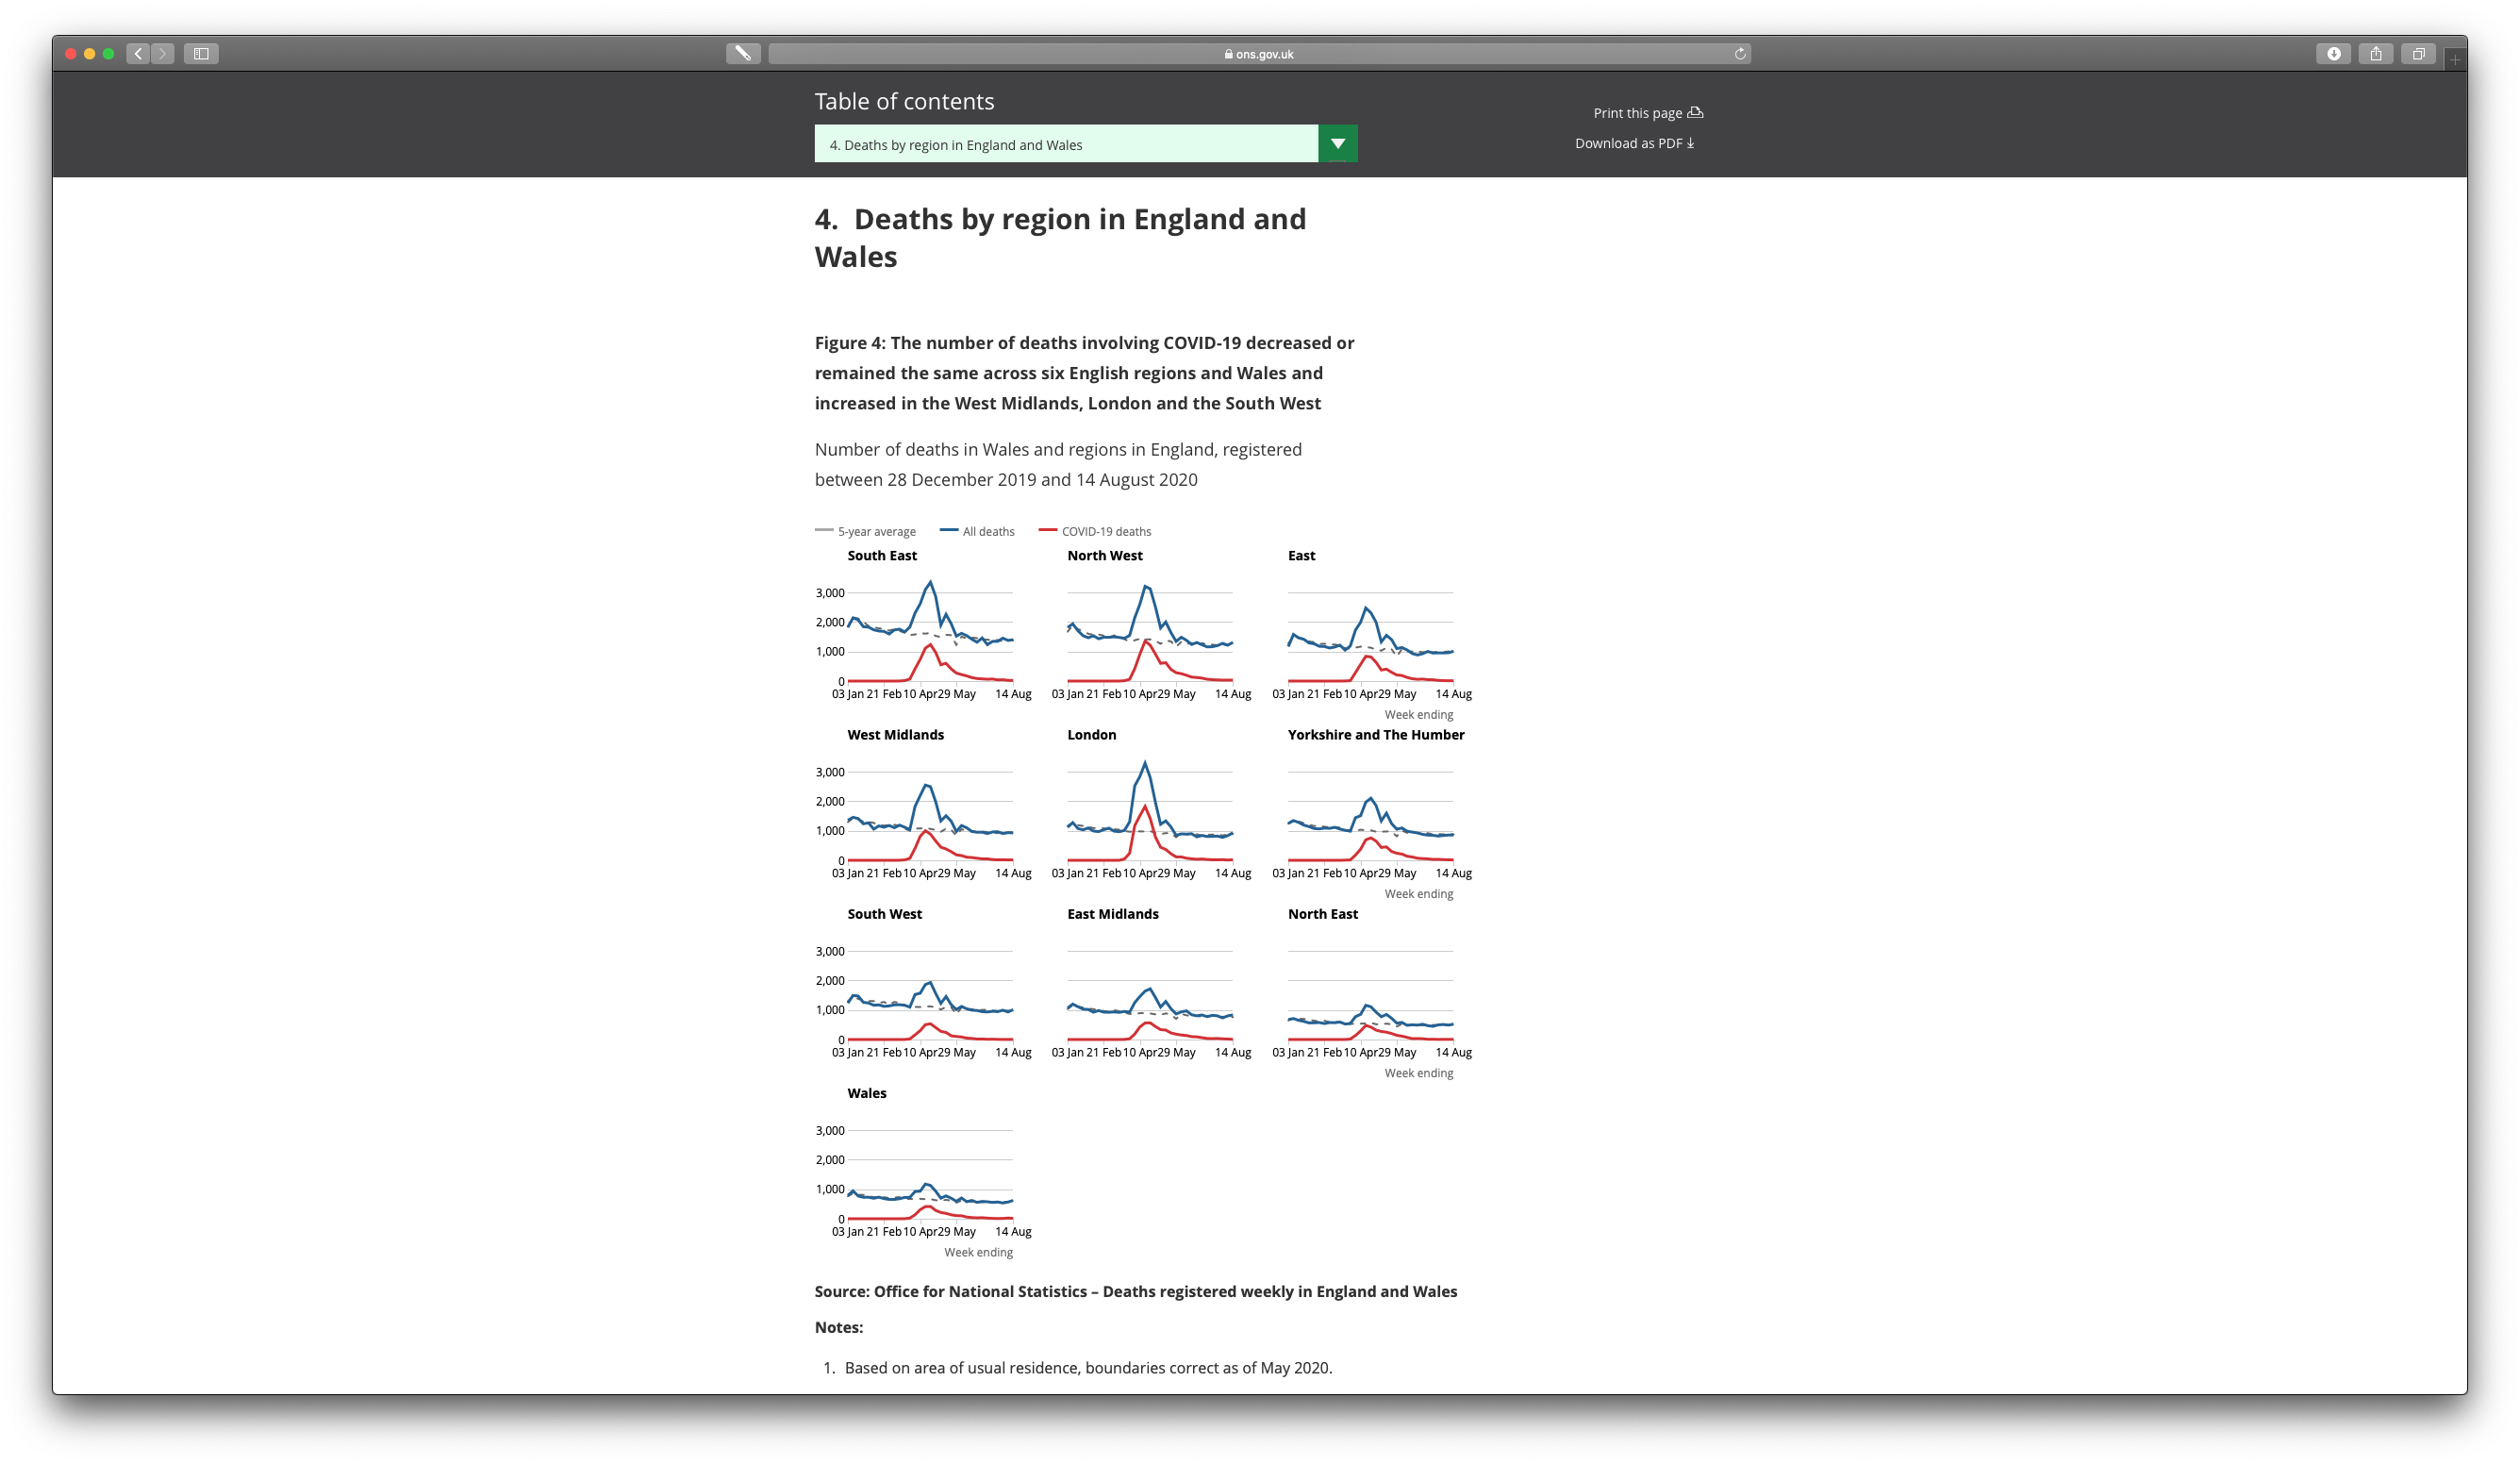 ons.gov.uk
Table of contents
Print this page
4. Deaths by region in England and Wales
Download as PDF
4. Deaths by region in England and
Wales
Figure 4: The number of deaths involving COVID-19 decreased or
remained the same across six English regions and Wales and
increased in the West Midlands, London and the South West
Number of deaths in Wales and regions in England, registered
between 28 December 2019 and 14 August 2020
5-year average All deaths COVID-19 deaths
South East North West East
3,000
2,000
1,000
0
03 Jan 21 Feb 10 Apr 29 May 14 Aug 03 Jan 21 Feb 10 Apr 29 May 14 Aug 03 Jan 21 Feb 10 Apr 29 May 14 Aug
Week ending
West Midlands London Yorkshire and The Humber
3,000
2,000
1,000
0
03 Jan 21 Feb 10 Apr 29 May 14 Aug 03 Jan 21 Feb 10 Apr 29 May 14 Aug 03 Jan 21 Feb 10 Apr 29 May 14 Aug
Week ending
South West East Midlands North East
3,000
2,000
1,000
0
03 Jan 21 Feb 10 Apr 29 May 14 Aug 03 Jan 21 Feb 10 Apr 29 May 14 Aug 03 Jan 21 Feb 10 Apr 29 May 14 Aug
Week ending
Wales
3,000
2,000
1,000
0
03 Jan 21 Feb 10 Apr 29 May 14 Aug
Week ending
Source: Office for National Statistics – Deaths registered weekly in England and Wales
Notes:
1. Based on area of usual residence, boundaries correct as of May 2020.